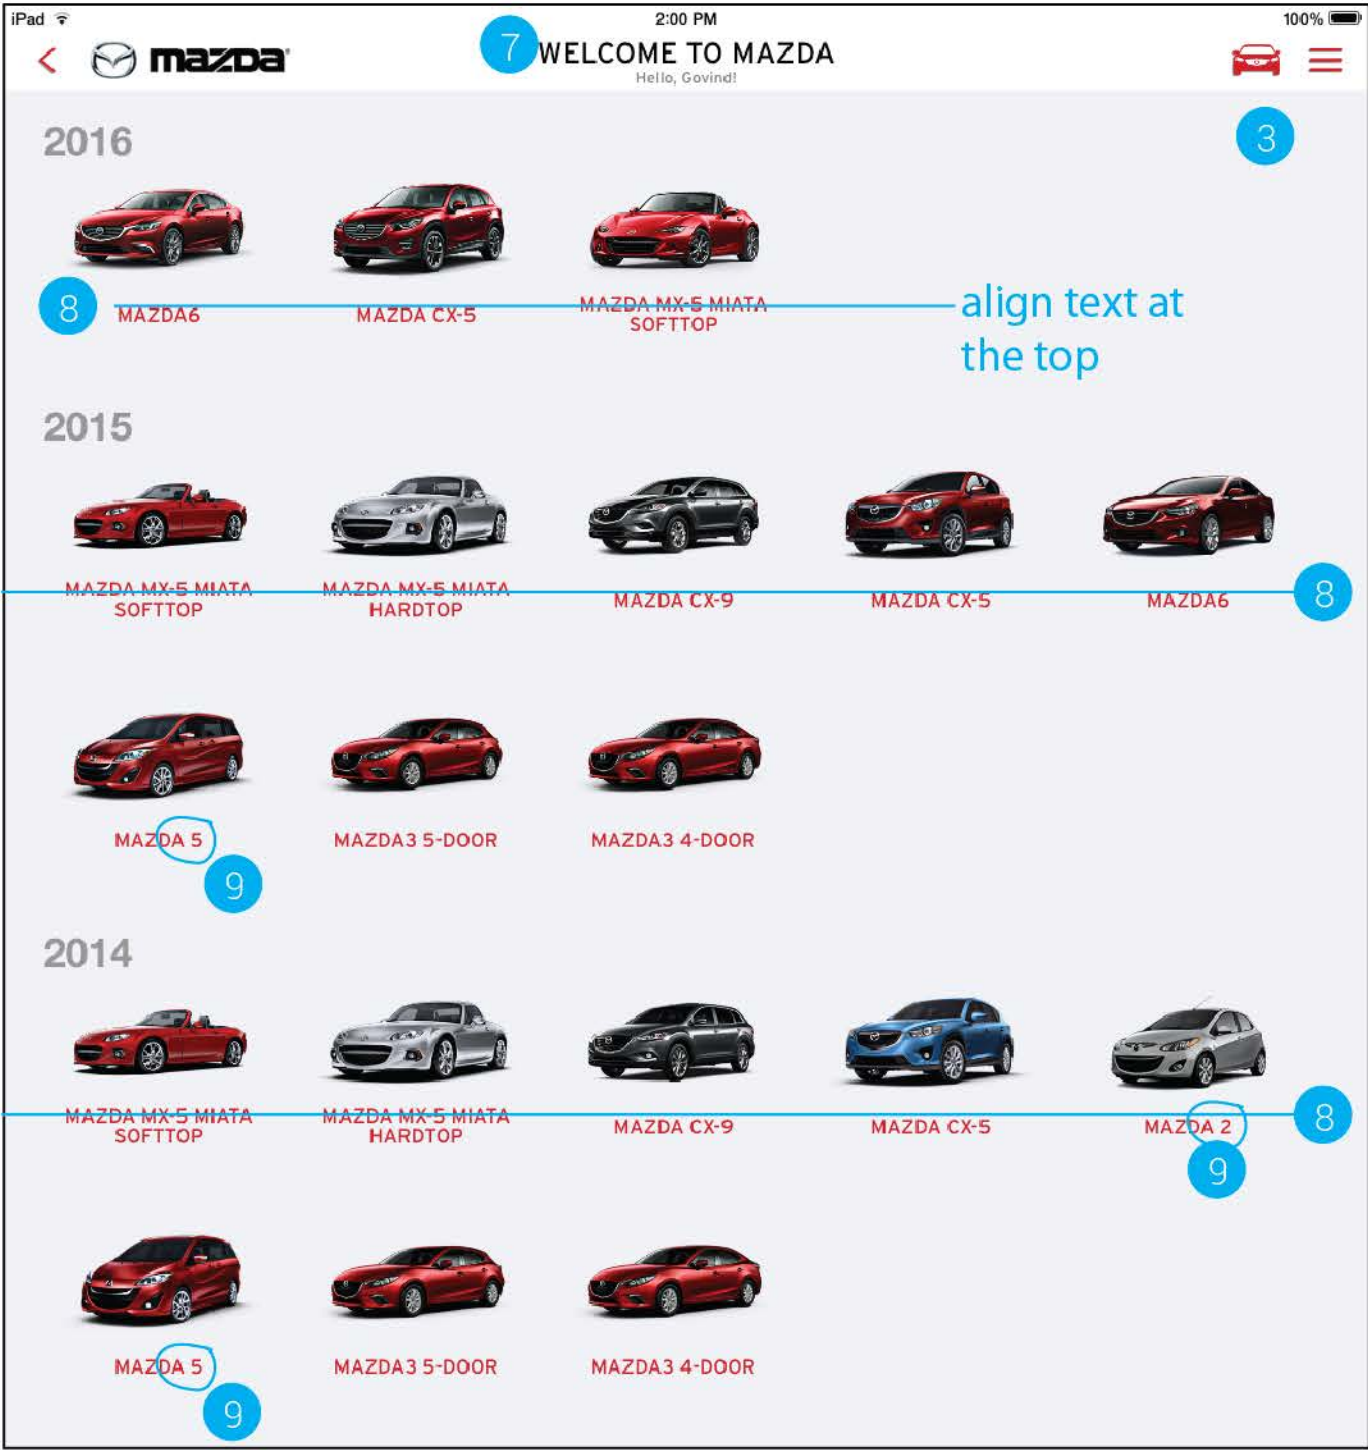 iPad 2:00 PM 100%
mazda 7 WELCOME TO MAZDA
Hello, Govind!
2016 3
8 MAZDA6 MAZDA CX-5 MAZDA MX-5 MIATA
SOFTTOP
align text at
the top
2015
MAZDA MX-5 MIATA
SOFTTOP
MAZDA MX-5 MIATA
HARDTOP
MAZDA CX-9 MAZDA CX-5 MAZDA6 8
MAZDA 5 MAZDA3 5-DOOR MAZDA3 4-DOOR
9
2014
MAZDA MX-5 MIATA
SOFTTOP
MAZDA MX-5 MIATA
HARDTOP
MAZDA CX-9 MAZDA CX-5 MAZDA 2 8
9
MAZDA 5 MAZDA3 5-DOOR MAZDA3 4-DOOR
9